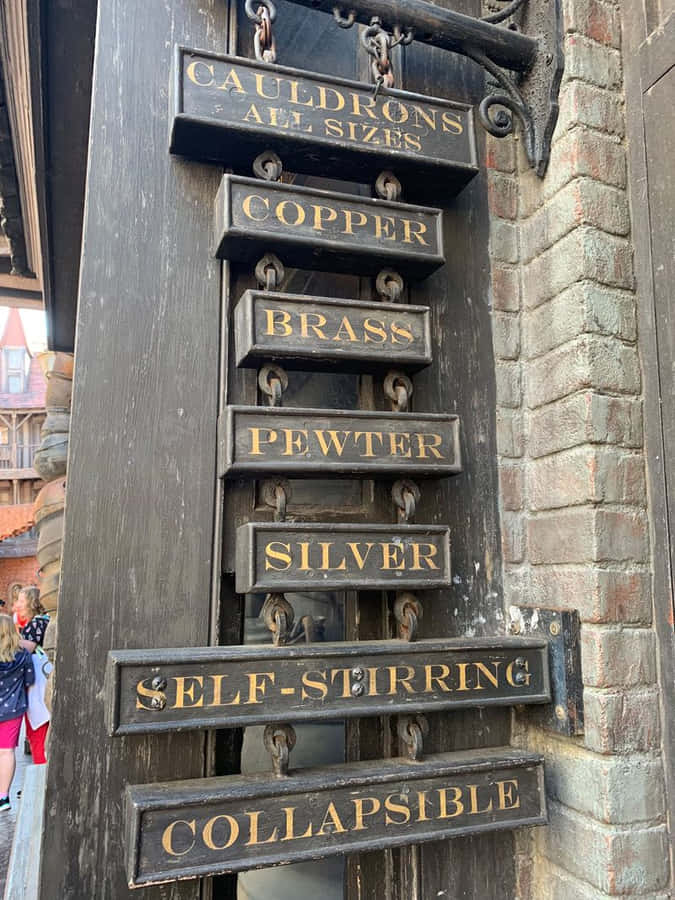 CAULDRONS
ALL SIZES
COPPER
BRASS
PEWTER
SILVER
SELF-STIRRING
COLLAPSIBLE